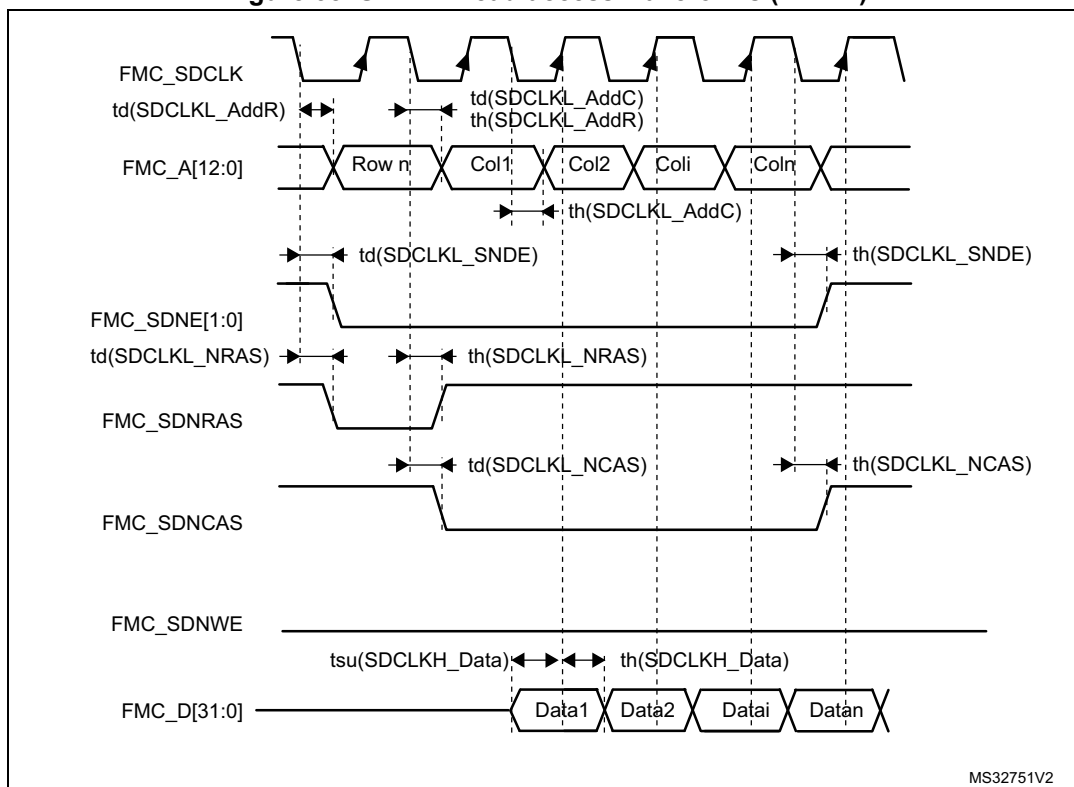 FMC_SDCLK
td(SDCLKL_AddR)
td(SDCLKL_AddC)
th(SDCLKL_AddR)
FMC_A[12:0]
Row n
Col1
Col2
Coli
Coln
th(SDCLKL_AddC)
td(SDCLKL_SNDE)
th(SDCLKL_SNDE)
FMC_SDNE[1:0]
td(SDCLKL_NRAS)
th(SDCLKL_NRAS)
FMC_SDNRAS
td(SDCLKL_NCAS)
th(SDCLKL_NCAS)
FMC_SDNCAS
FMC_SDNWE
tsu(SDCLKH_Data)
th(SDCLKH_Data)
FMC_D[31:0]
Data1
Data2
Datai
Datan
MS32751V2